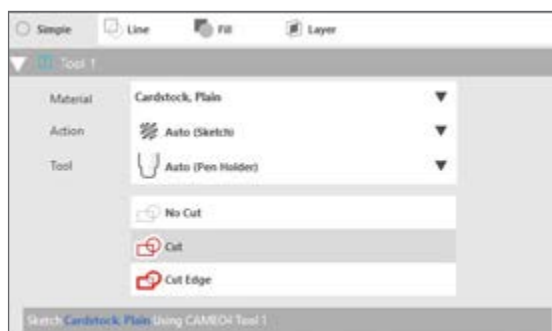 Simple Line Fill Layer
Tool 1
Material Cardstock, Plain
Action Auto (Sketch)
Tool Auto (Pen Holder)
No Cut
Cut
Cut Edge
Sketch Cardstock, Plain Using CAMEO4 Tool 1